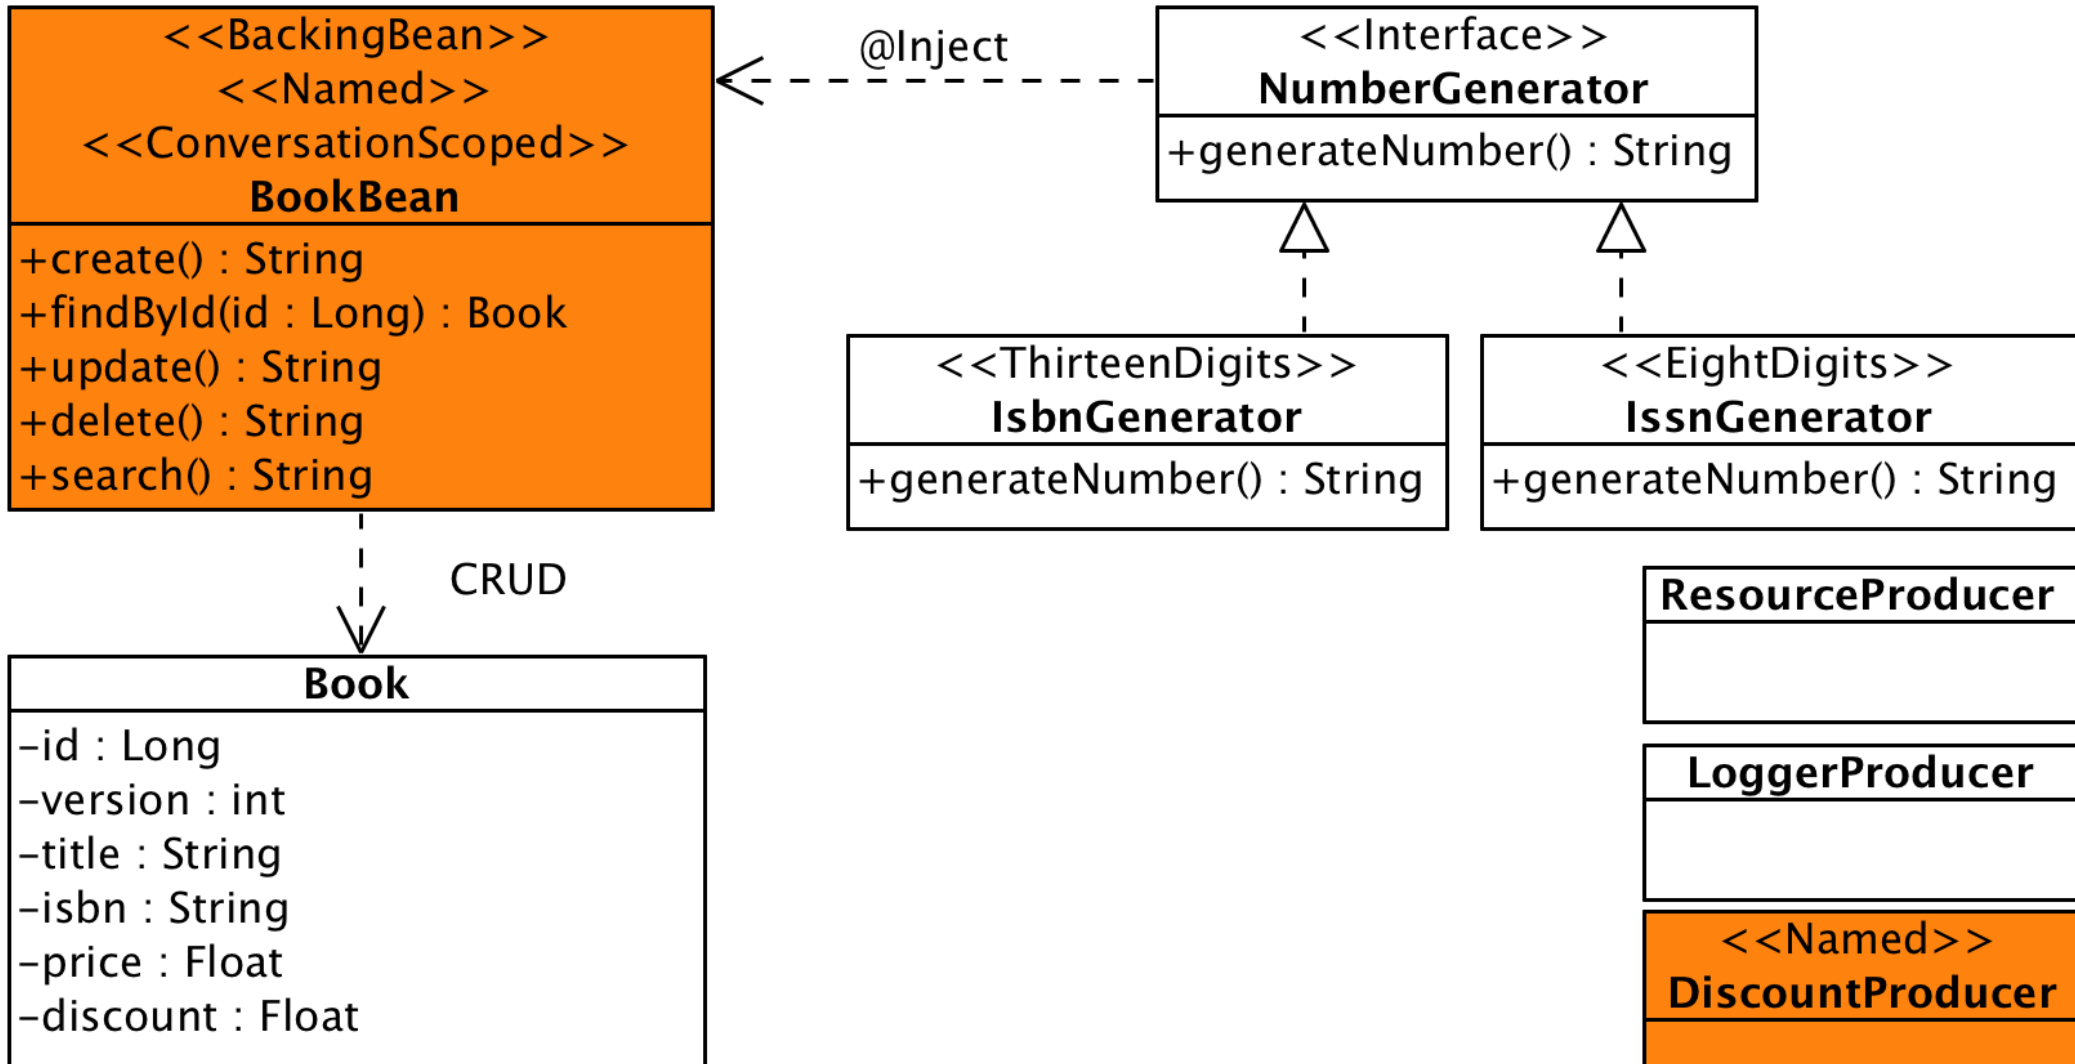 <<BackingBean>>
<<Named>>
<<ConversationScoped>>
BookBean
+create() : String
+findById(id : Long) : Book
+update() : String
+delete() : String
+search() : String
@Inject
<<Interface>>
NumberGenerator
+generateNumber() : String
<<ThirteenDigits>>
IsbnGenerator
+generateNumber() : String
<<EightDigits>>
IssnGenerator
+generateNumber() : String
CRUD
Book
-id : Long
-version : int
-title : String
-isbn : String
-price : Float
-discount : Float
ResourceProducer
LoggerProducer
<<Named>>
DiscountProducer